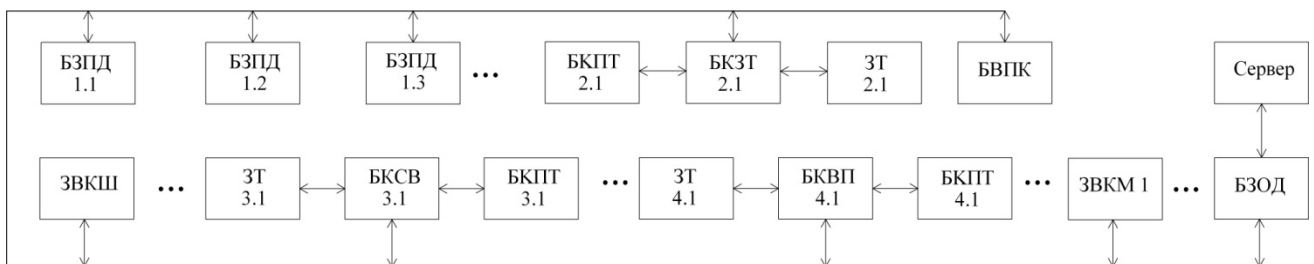 БЗПД
1.1
БЗПД
1.2
БЗПД
1.3
...
БКПТ
2.1
БКЗТ
2.1
ЗТ
2.1
БВПК
Сервер
ЗВКШ
...
ЗТ
3.1
БКСВ
3.1
БКПТ
3.1
...
ЗТ
4.1
БКВП
4.1
БКПТ
4.1
...
ЗВКМ 1
...
БЗОД